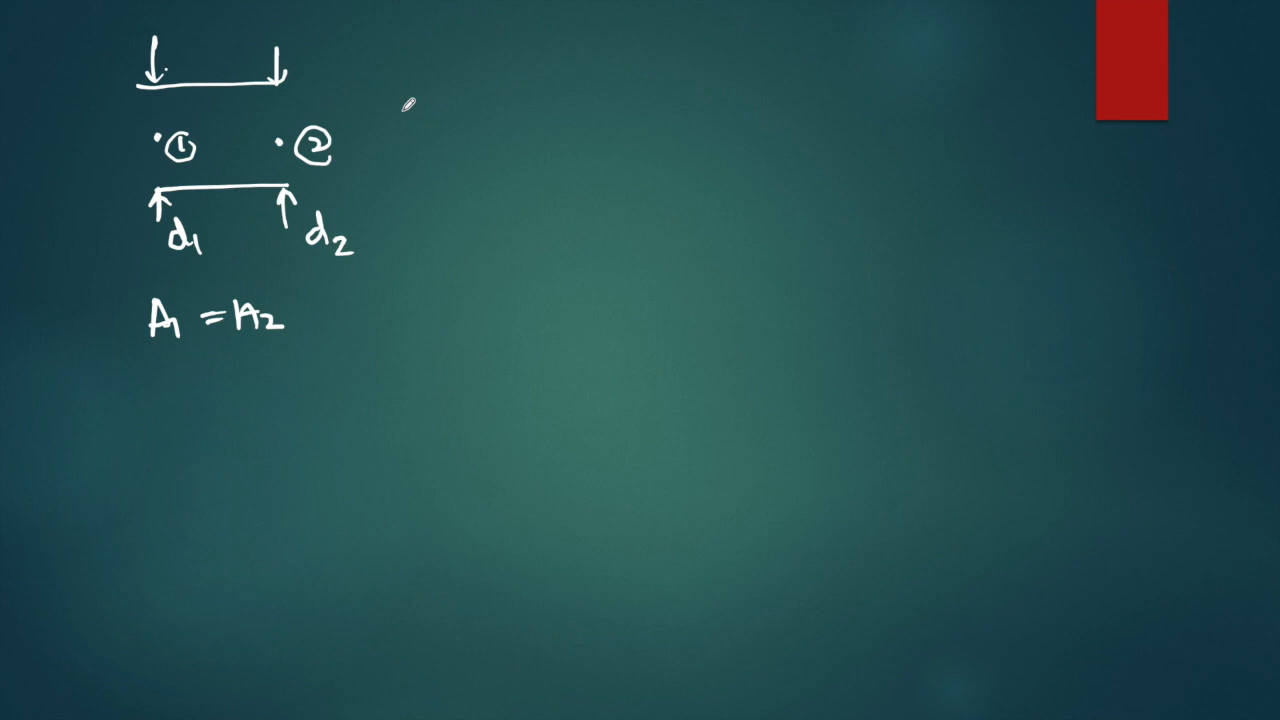 ① ②
d₁ d₂
A₁ = A₂